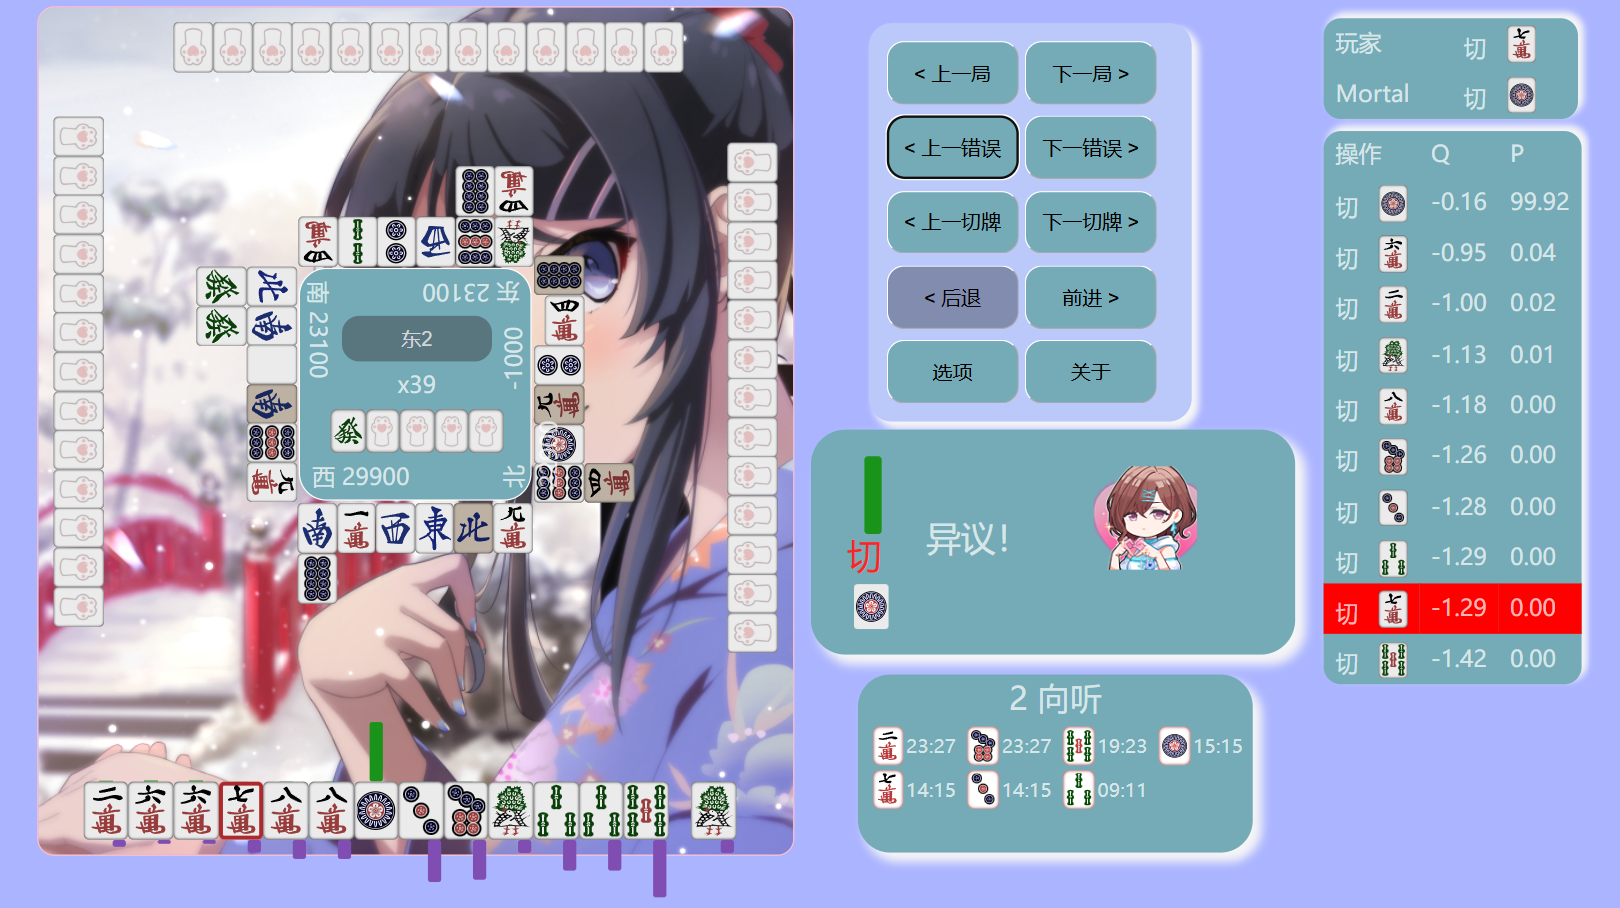 南 23100
东 23100
-1000
北
东2
x39
西 29900
< 上一局
下一局 >
< 上一错误
下一错误 >
< 上一切牌
下一切牌 >
< 后退
前进 >
选项
关于
切
异议!
2 向听
23:27
23:27
19:23
15:15
14:15
14:15
09:11
玩家 切
Mortal 切
操作 Q P
切 -0.16 99.92
切 -0.95 0.04
切 -1.00 0.02
切 -1.13 0.01
切 -1.18 0.00
切 -1.26 0.00
切 -1.28 0.00
切 -1.29 0.00
切 -1.29 0.00
切 -1.42 0.00